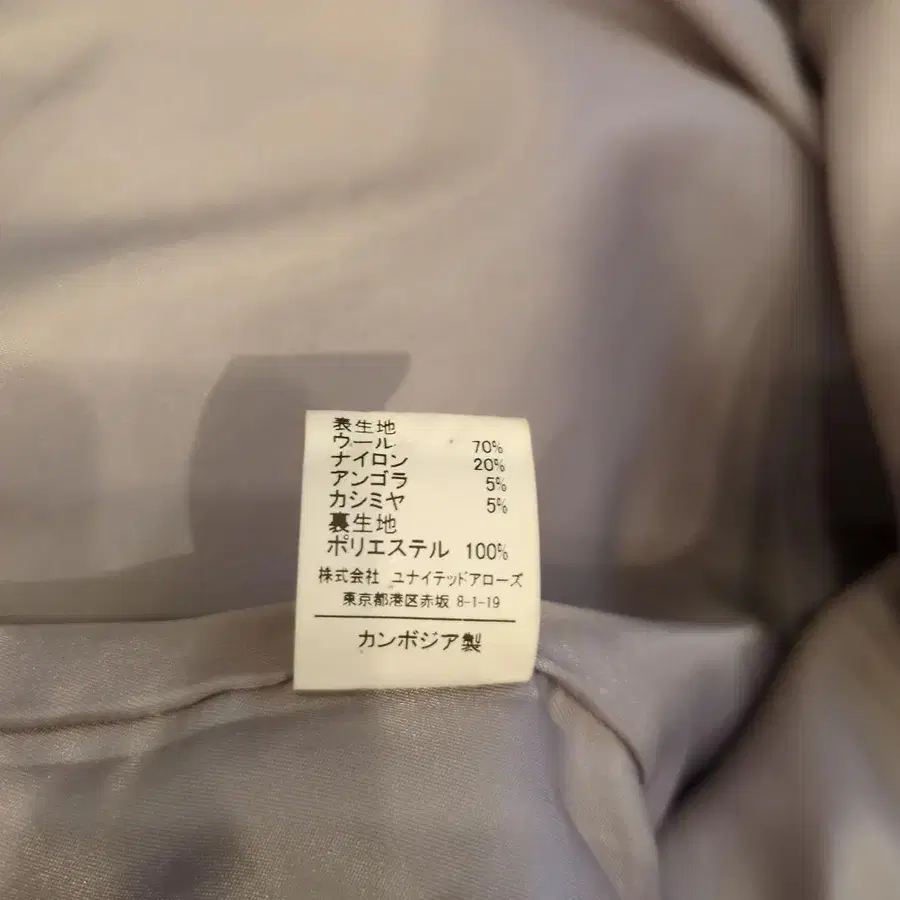 表生地
ウール 70%
ナイロン 20%
アンゴラ 5%
カシミヤ 5%
裏生地
ポリエステル 100%
株式会社 ユナイテッドアローズ
東京都港区赤坂 8-1-19
カンボジア製